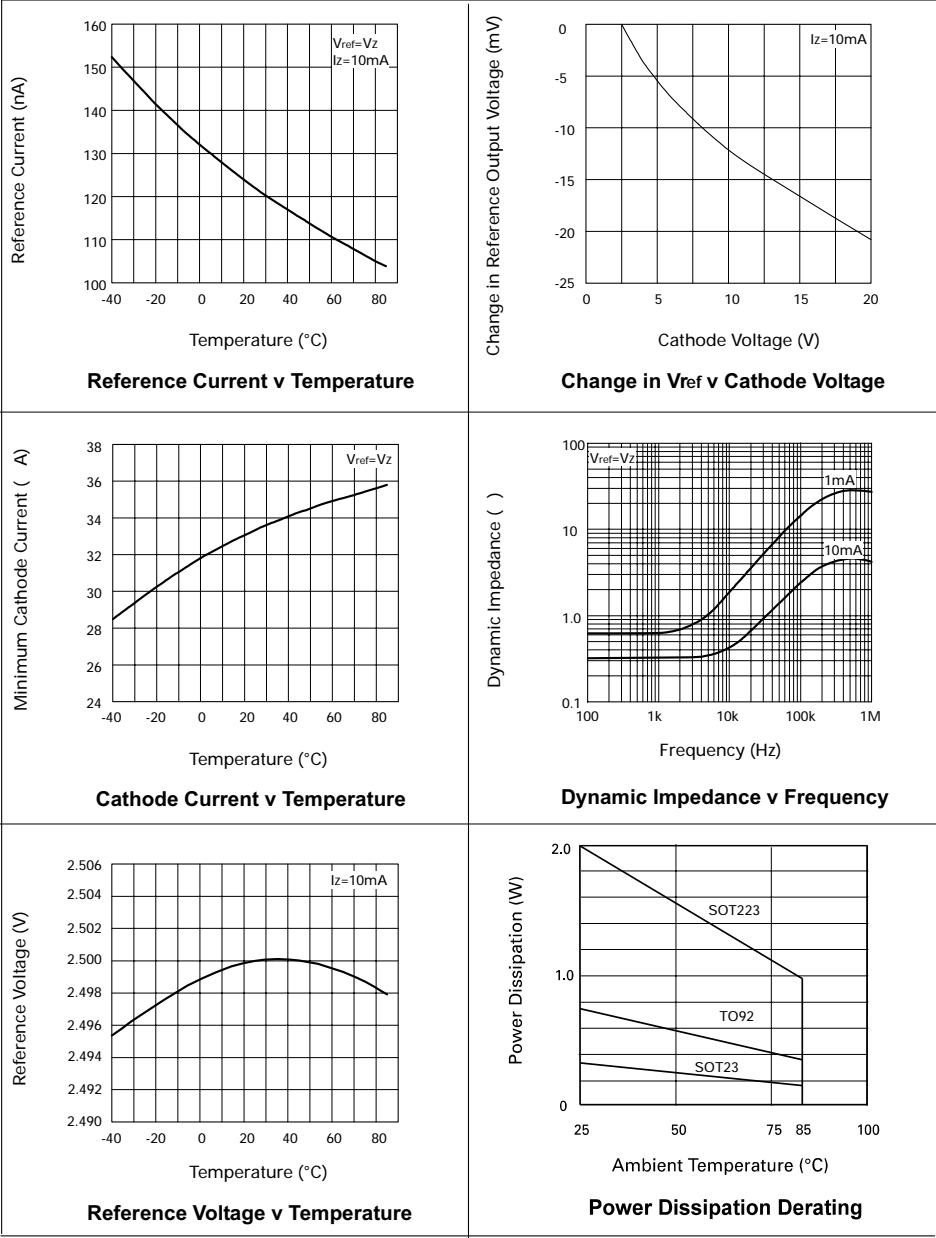 160
150
140
130
120
110
100
Reference Current (nA)
Vref=Vz
Iz=10mA
-40 -20 0 20 40 60 80
Temperature (°C)
Reference Current v Temperature
0
-5
-10
-15
-20
-25
Change in Reference Output Voltage (mV)
Iz=10mA
0 5 10 15 20
Cathode Voltage (V)
Change in Vref v Cathode Voltage
38
36
34
32
30
28
26
24
Minimum Cathode Current ( A)
Vref=Vz
-40 -20 0 20 40 60 80
Temperature (°C)
Cathode Current v Temperature
100
10
1.0
0.1
Dynamic Impedance ( )
Vref=Vz
1mA
10mA
100 1k 10k 100k 1M
Frequency (Hz)
Dynamic Impedance v Frequency
2.506
2.504
2.502
2.500
2.498
2.496
2.494
2.492
2.490
Reference Voltage (V)
Iz=10mA
-40 -20 0 20 40 60 80
Temperature (°C)
Reference Voltage v Temperature
2.0
1.0
0
Power Dissipation (W)
SOT223
TO92
SOT23
25 50 75 85 100
Ambient Temperature (°C)
Power Dissipation Derating